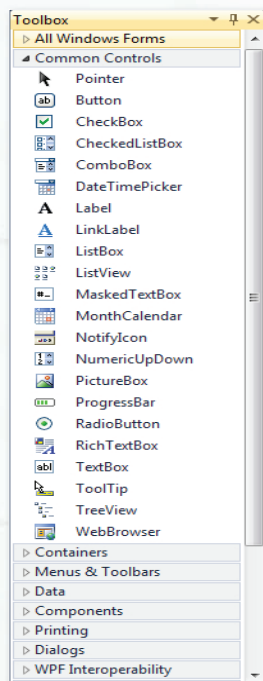 Toolbox
All Windows Forms
Common Controls
Pointer
Button
CheckBox
CheckedListBox
ComboBox
DateTimePicker
Label
LinkLabel
ListBox
ListView
MaskedTextBox
MonthCalendar
NotifyIcon
NumericUpDown
PictureBox
ProgressBar
RadioButton
RichTextBox
TextBox
ToolTip
TreeView
WebBrowser
Containers
Menus & Toolbars
Data
Components
Printing
Dialogs
WPF Interoperability